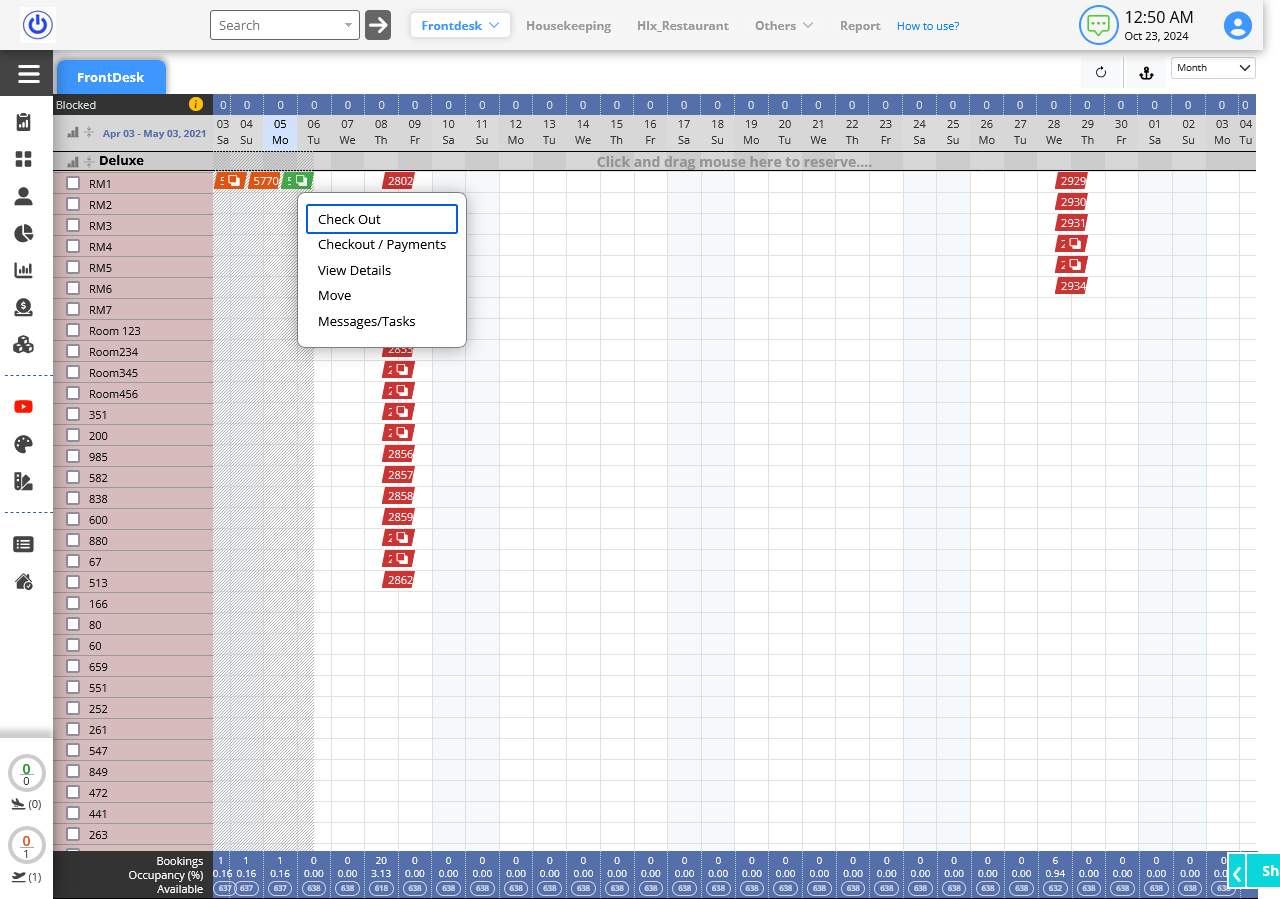 Search
Frontdesk
Housekeeping
Hlx_Restaurant
Others
Report
How to use?
12:50 AM
Oct 23, 2024
FrontDesk
Month
Blocked 0 0 0 0 0 0 0 0 0 0 0 0 0 0 0 0 0 0 0 0 0 0 0 0 0 0 0 0 0 0 0 0
Apr 03 - May 03, 2021 03 04 05 06 07 08 09 10 11 12 13 14 15 16 17 18 19 20 21 22 23 24 25 26 27 28 29 30 01 02 03 04
Sa Su Mo Tu We Th Fr Sa Su Mo Tu We Th Fr Sa Su Mo Tu We Th Fr Sa Su Mo Tu We Th Fr Sa Su Mo Tu
Deluxe Click and drag mouse here to reserve....
RM1 5770 2802 2929
RM2 2930
RM3 2931
RM4
RM5
RM6 2934
RM7
Room 123
Room234
Room345
Room456
351
200
985 2856
582 2857
838 2858
600 2859
880
67
513 2862
166
80
60
659
551
252
261
547
849
472
441
263
Check Out
Checkout / Payments
View Details
Move
Messages/Tasks
0
0
(0)
0
1
(1)
Bookings 1 1 1 0 0 20 0 0 0 0 0 0 0 0 0 0 0 0 0 0 0 0 0 0 0 6 0 0 0 0 0
Occupancy (%) 0.16 0.16 0.16 0.00 0.00 3.13 0.00 0.00 0.00 0.00 0.00 0.00 0.00 0.00 0.00 0.00 0.00 0.00 0.00 0.00 0.00 0.00 0.00 0.00 0.00 0.94 0.00 0.00 0.00 0.00
Available 637 637 637 638 638 618 638 638 638 638 638 638 638 638 638 638 638 638 638 638 638 638 638 638 638 632 638 638 638 638
Sh